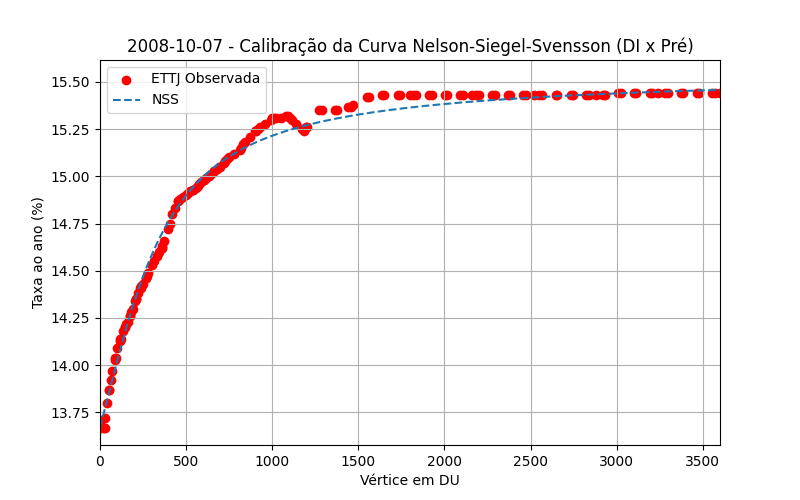 2008-10-07 - Calibração da Curva Nelson-Siegel-Svensson (DI x Pré)
ETTJ Observada
NSS
Taxa ao ano (%)
15.50
15.25
15.00
14.75
14.50
14.25
14.00
13.75
0 500 1000 1500 2000 2500 3000 3500
Vértice em DU